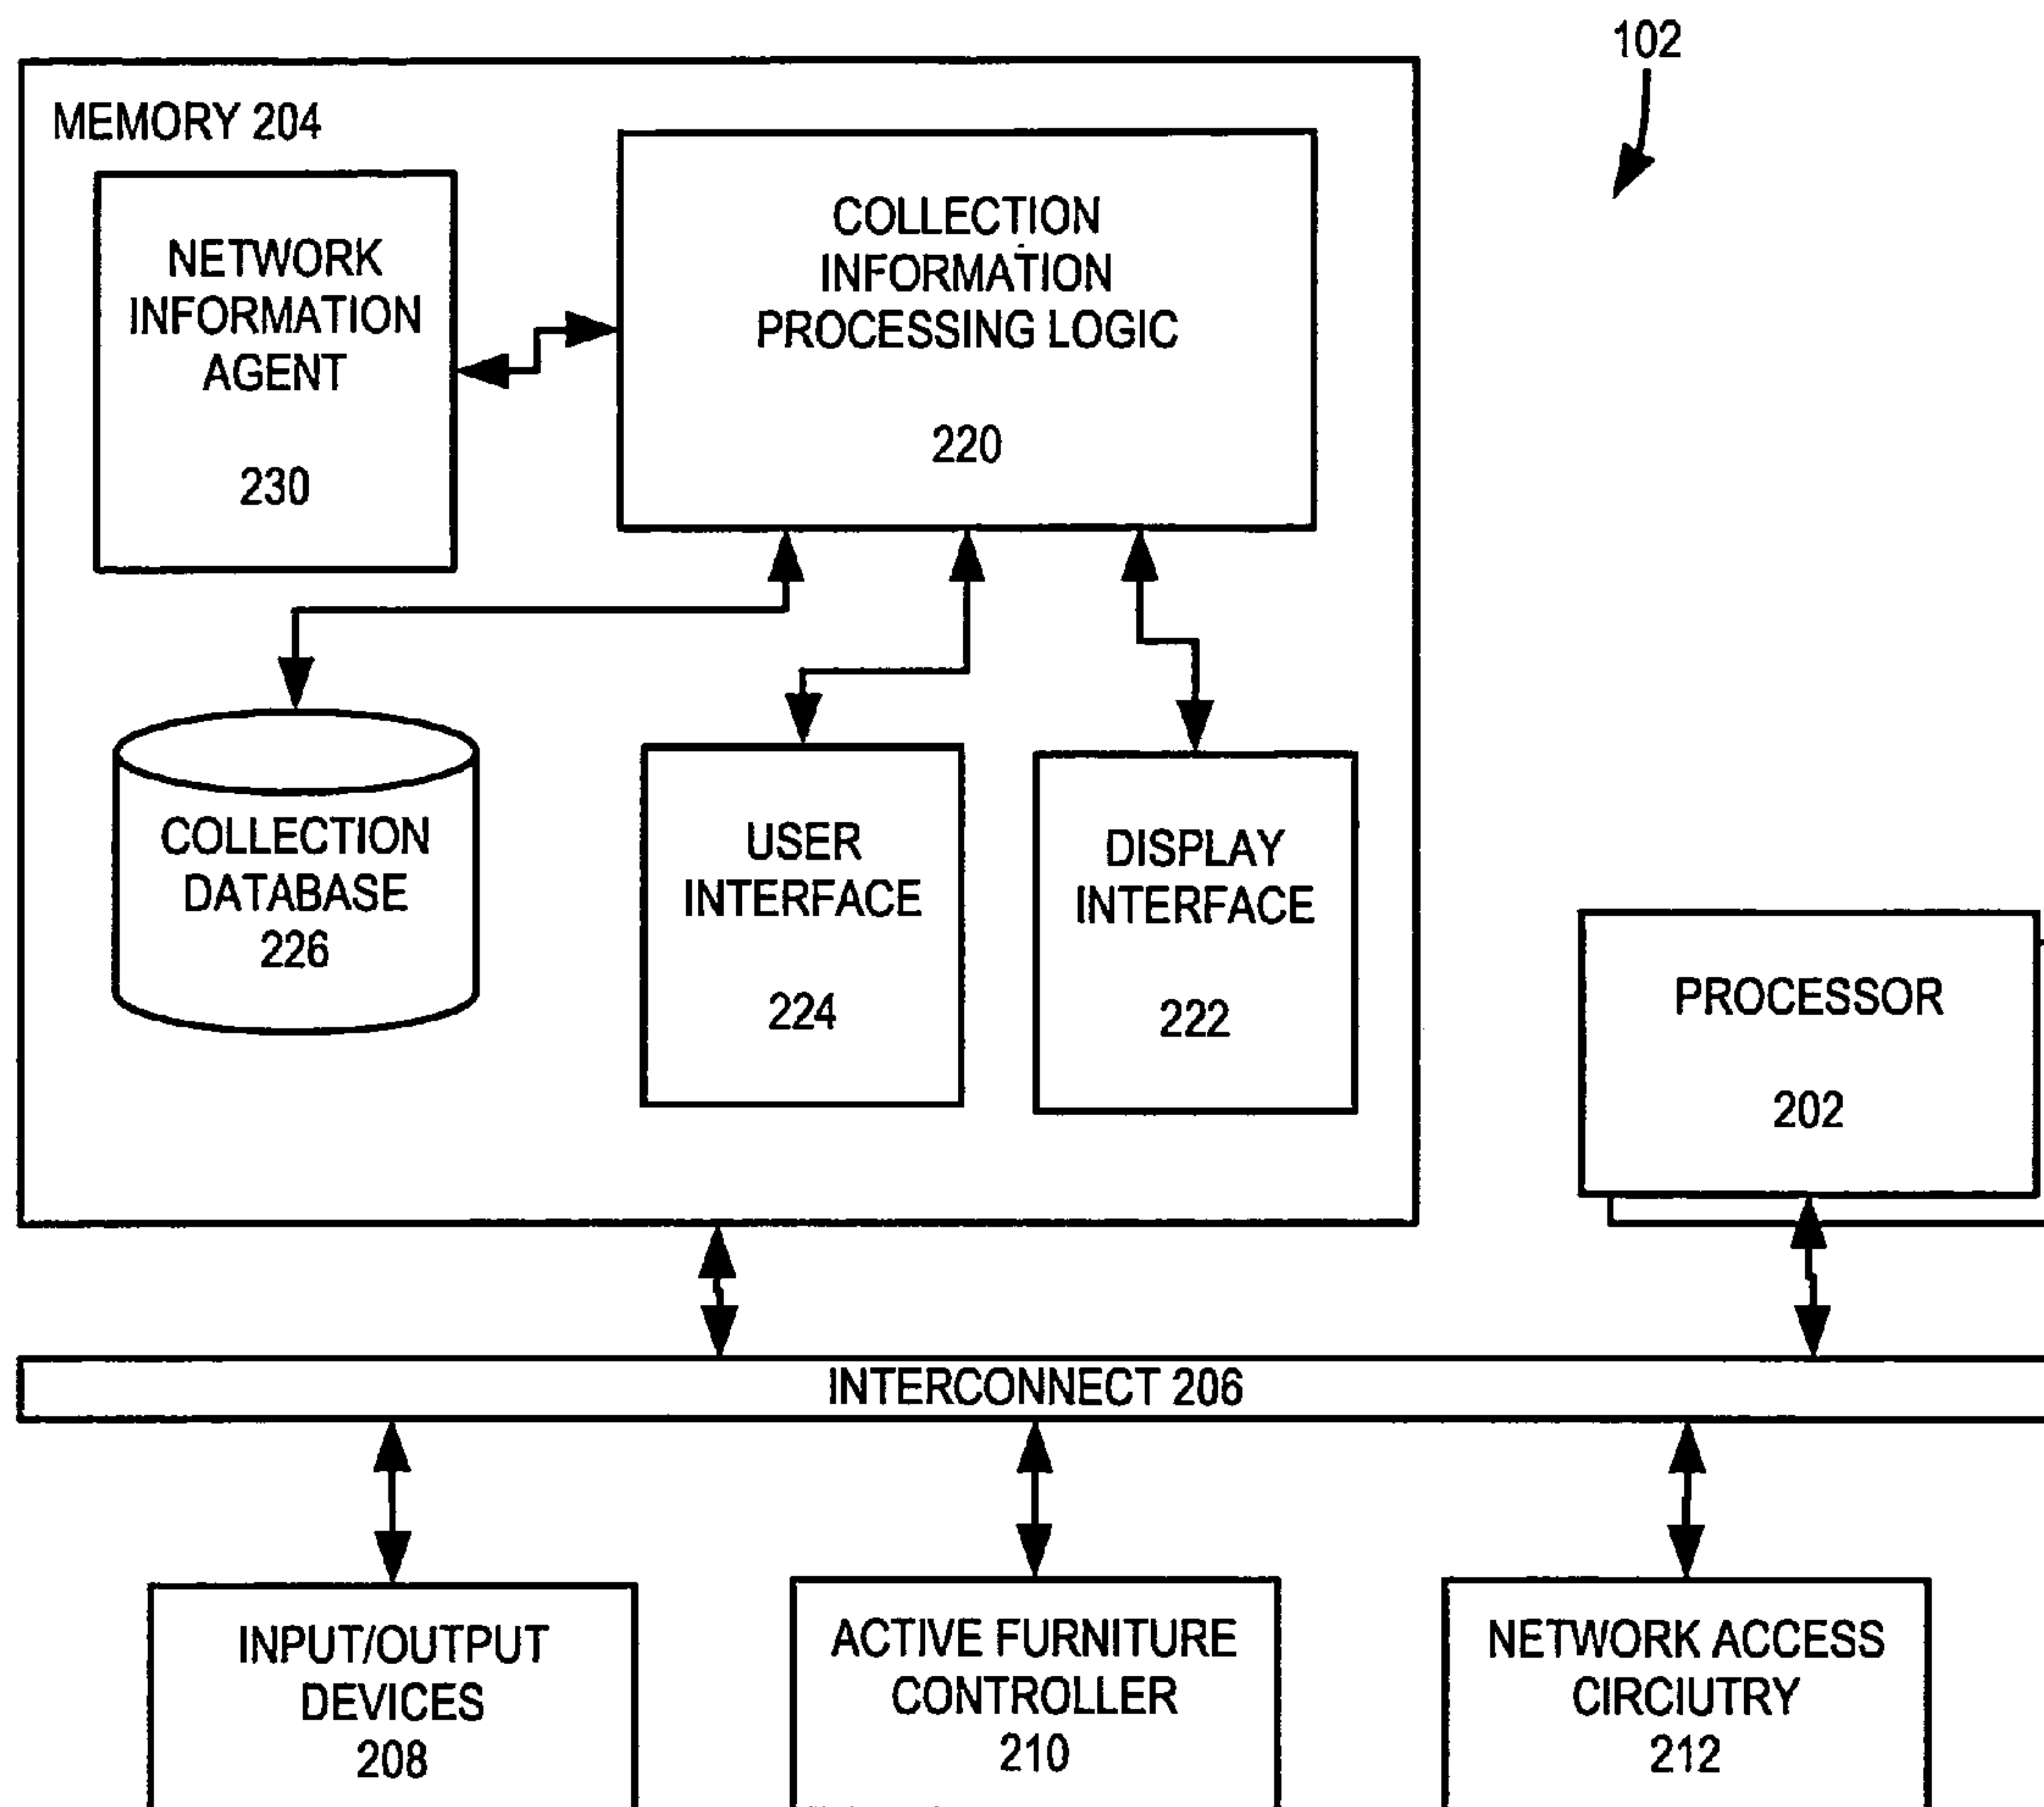 102
MEMORY 204
NETWORK
INFORMATION
AGENT
230
COLLECTION
INFORMATION
PROCESSING LOGIC
220
COLLECTION
DATABASE
226
USER
INTERFACE
224
DISPLAY
INTERFACE
222
PROCESSOR
202
INTERCONNECT 206
INPUT/OUTPUT
DEVICES
208
ACTIVE FURNITURE
CONTROLLER
210
NETWORK ACCESS
CIRCIUTRY
212